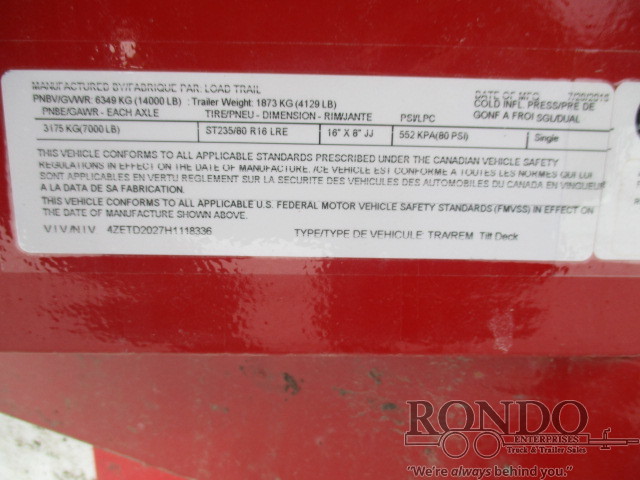 MANUFACTURED BY/FABRIQUE PAR: LOAD TRAIL DATE OF MFG.
PNBV/GVWR: 6349 KG (14000 LB) : Trailer Weight: 1873 KG (4129 LB) COLD INFL. PRESS/PRE DE
PNBE/GAWR - EACH AXLE TIRE/PNEU - DIMENSION - RIM/JANTE PSI/LPC GONF A FROI SGL/DUAL
3175 KG(7000 LB) ST235/80 R16 LRE 16" X 6" JJ 552 KPA(80 PSI) Single
THIS VEHICLE CONFORMS TO ALL APPLICABLE STANDARDS PRESCRIBED UNDER THE CANADIAN VEHICLE SAFETY
REGULATIONS IN EFFECT ON THE DATE OF MANUFACTURE. /CE VEHICLE EST CONFORME A TOUTES LES NORMES QUI LUI
SONT APPLICABLES EN VERTU REGLEMENT SUR LA SECURITE DES VEHICULES DES AUTOMOBILES DU CANADA EN VINGUEUR
A LA DATA DE SA FABRICATION.
THIS VEHICLE CONFORMS TO ALL APPLICABLE U.S. FEDERAL MOTOR VEHICLE SAFETY STANDARDS (FMVSS) IN EFFECT ON
THE DATE OF MANUFACTURE SHOWN ABOVE.
V.I.V./N.I.V. 4ZETD2027H1118336 TYPE/TYPE DE VEHICULE: TRA/REM Tilt Deck
RONDO
ENTERPRISES
Truck & Trailer Sales
"We're always behind you."